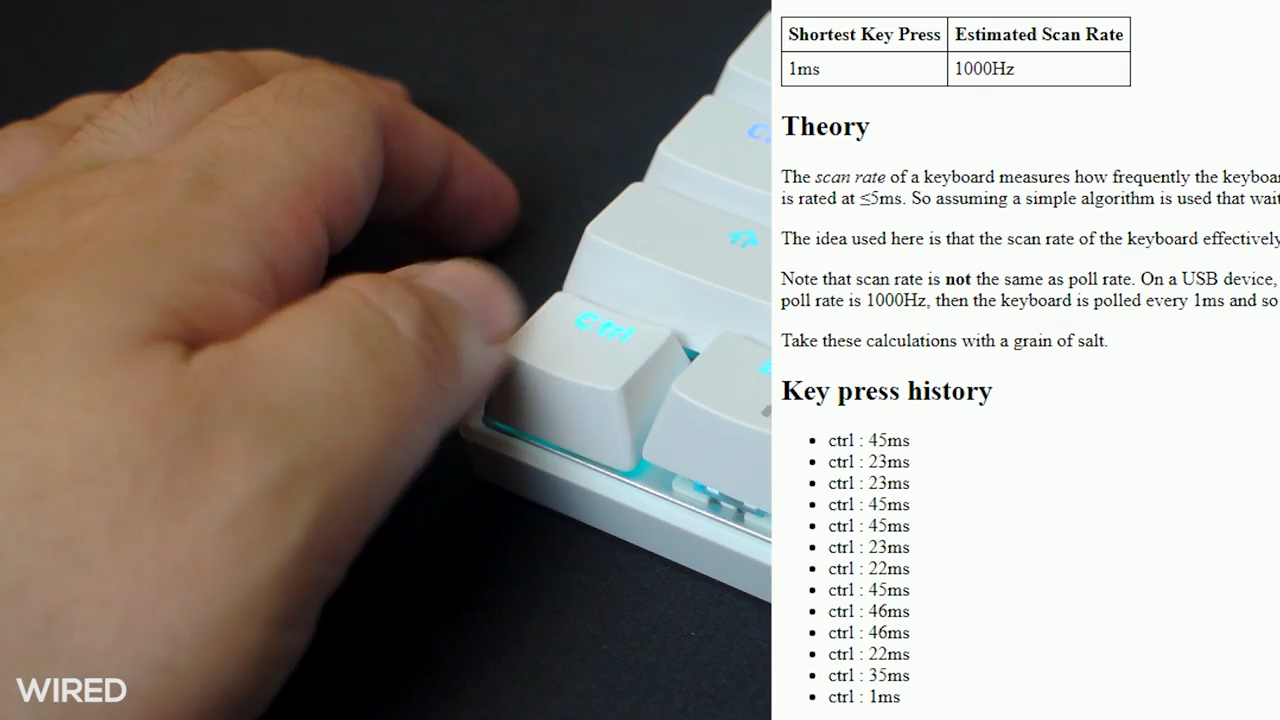 Shortest Key Press Estimated Scan Rate
1ms 1000Hz
Theory
The scan rate of a keyboard measures how frequently the
is rated at ≤5ms. So assuming a simple algorithm is used that
The idea used here is that the scan rate of the keyboard effectively
Note that scan rate is not the same as poll rate. On a USB device,
poll rate is 1000Hz, then the keyboard is polled every 1ms and so
Take these calculations with a grain of salt.
Key press history
ctrl : 45ms
ctrl : 23ms
ctrl : 23ms
ctrl : 45ms
ctrl : 45ms
ctrl : 23ms
ctrl : 22ms
ctrl : 45ms
ctrl : 46ms
ctrl : 46ms
ctrl : 22ms
ctrl : 35ms
ctrl : 1ms
Ctrl
WIRED